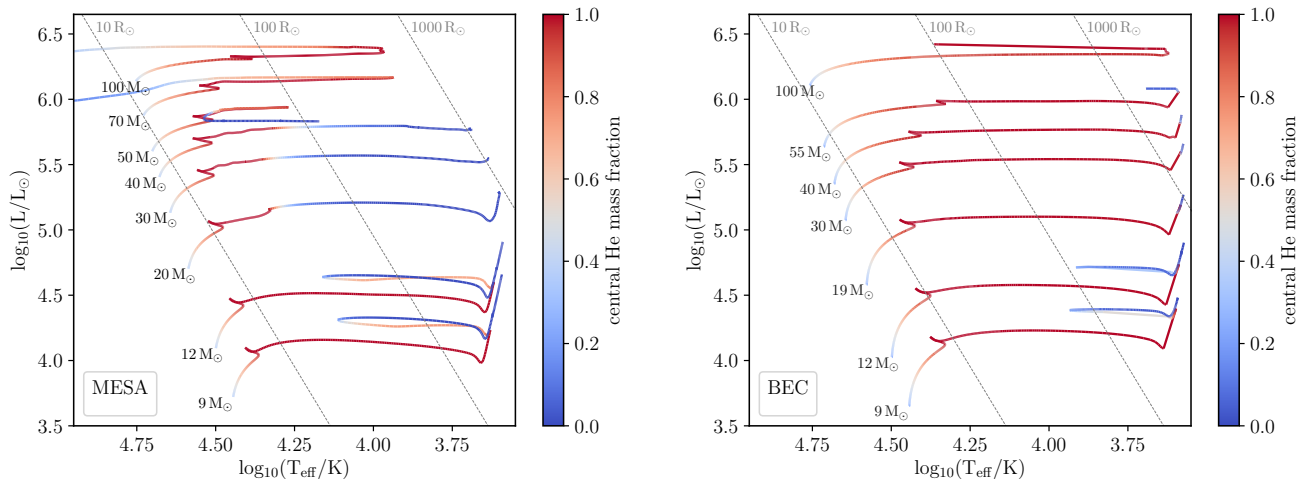 10 R☉
100 R☉
1000 R☉
6.5
6.0
5.5
5.0
4.5
4.0
3.5
log₁₀(L/L☉)
100 M☉
70 M☉
50 M☉
40 M☉
30 M☉
20 M☉
12 M☉
9 M☉
MESA
4.75
4.50
4.25
4.00
3.75
log₁₀(T_eff/K)
1.0
0.8
0.6
0.4
0.2
0.0
central He mass fraction
10 R☉
100 R☉
1000 R☉
6.5
6.0
5.5
5.0
4.5
4.0
3.5
log₁₀(L/L☉)
100 M☉
55 M☉
40 M☉
30 M☉
19 M☉
12 M☉
9 M☉
BEC
4.75
4.50
4.25
4.00
3.75
log₁₀(T_eff/K)
1.0
0.8
0.6
0.4
0.2
0.0
central He mass fraction